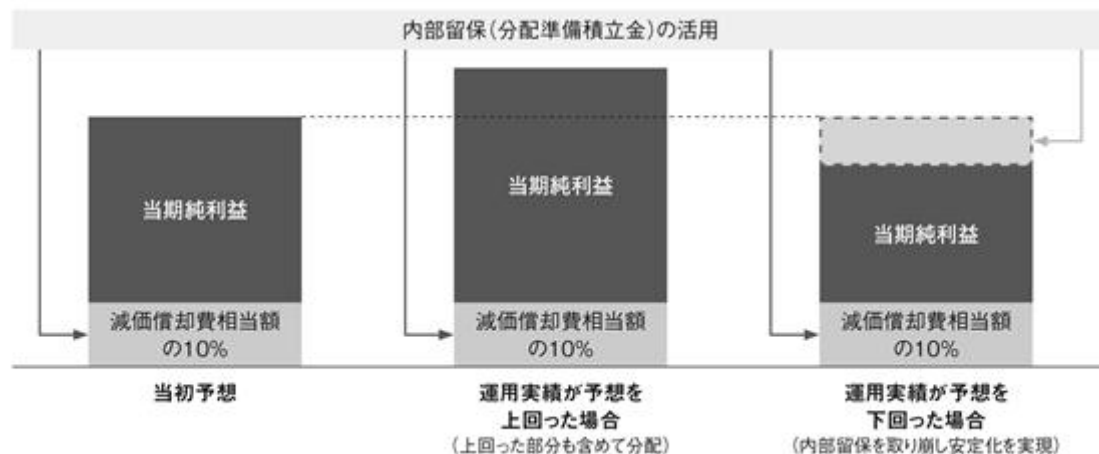 内部留保(分配準備積立金)の活用
当期純利益
当期純利益
当期純利益
減価償却費相当額
の10%
減価償却費相当額
の10%
減価償却費相当額
の10%
当初予想
運用実績が予想を
上回った場合
(上回った部分も含めて分配)
運用実績が予想を
下回った場合
(内部留保を取り崩し安定化を実現)